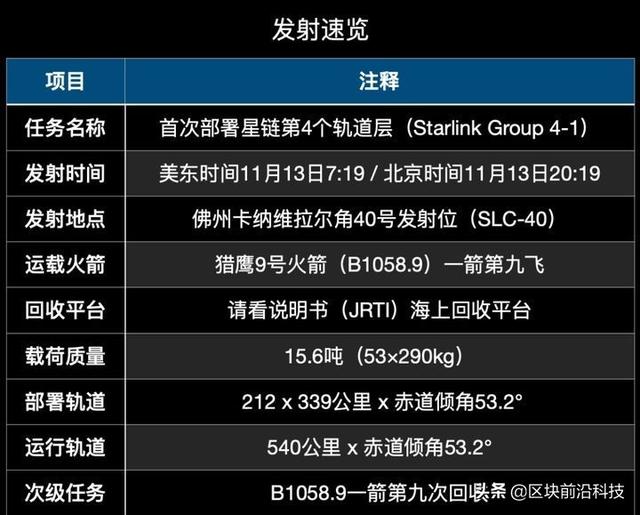 发射速览
项目 注释
任务名称 首次部署星链第4个轨道层（Starlink Group 4-1）
发射时间 美东时间11月13日7:19 / 北京时间11月13日20:19
发射地点 佛州卡纳维拉尔角40号发射位（SLC-40）
运载火箭 猎鹰9号火箭（B1058.9）一箭第九飞
回收平台 请看说明书（JRTI）海上回收平台
载荷质量 15.6吨（53×290kg）
部署轨道 212 x 339公里 x 赤道倾角53.2°
运行轨道 540公里 x 赤道倾角53.2°
次级任务 B1058.9一箭第九次回收
头条 @区块前沿科技